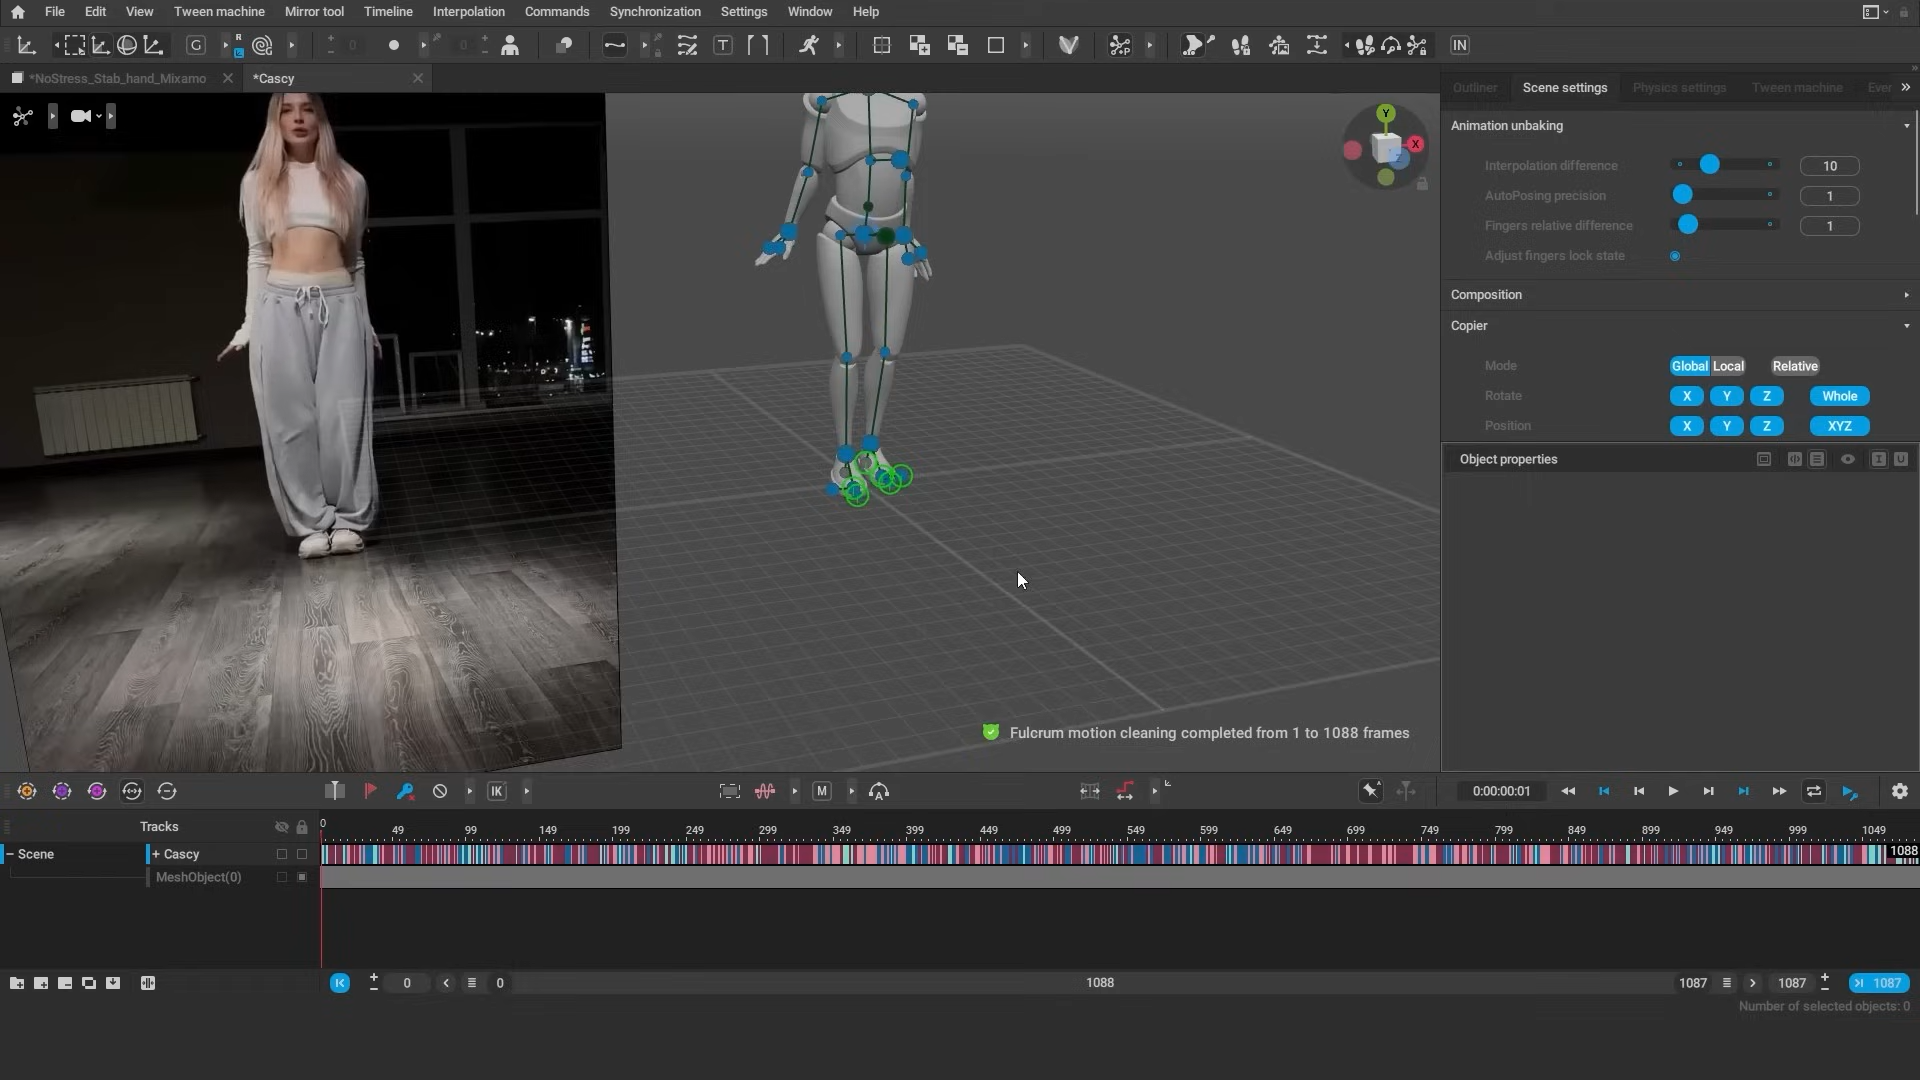 File Edit View Tween machine Mirror tool Timeline Interpolation Commands Synchronization Settings Window Help
G R 0 0 T P IN
*NoStress_Stab_hand_Mixamo *Cascy
Outliner Scene settings Physics settings Tween machine Ever
Y
X
Z
Animation unbaking
Interpolation difference 10
AutoPosing precision 1
Fingers relative difference 1
Adjust fingers lock state
Composition
Copier
Mode Global Local Relative
Rotate X Y Z Whole
Position X Y Z XYZ
Object properties
Fulcrum motion cleaning completed from 1 to 1088 frames
IK M 0:00:00:01
Tracks
0 49 99 149 199 249 299 349 399 449 499 549 599 649 699 749 799 849 899 949 999 1049
Scene + Cascy 1088
MeshObject(0)
0 0 1088 1087 1087 1087
Number of selected objects: 0